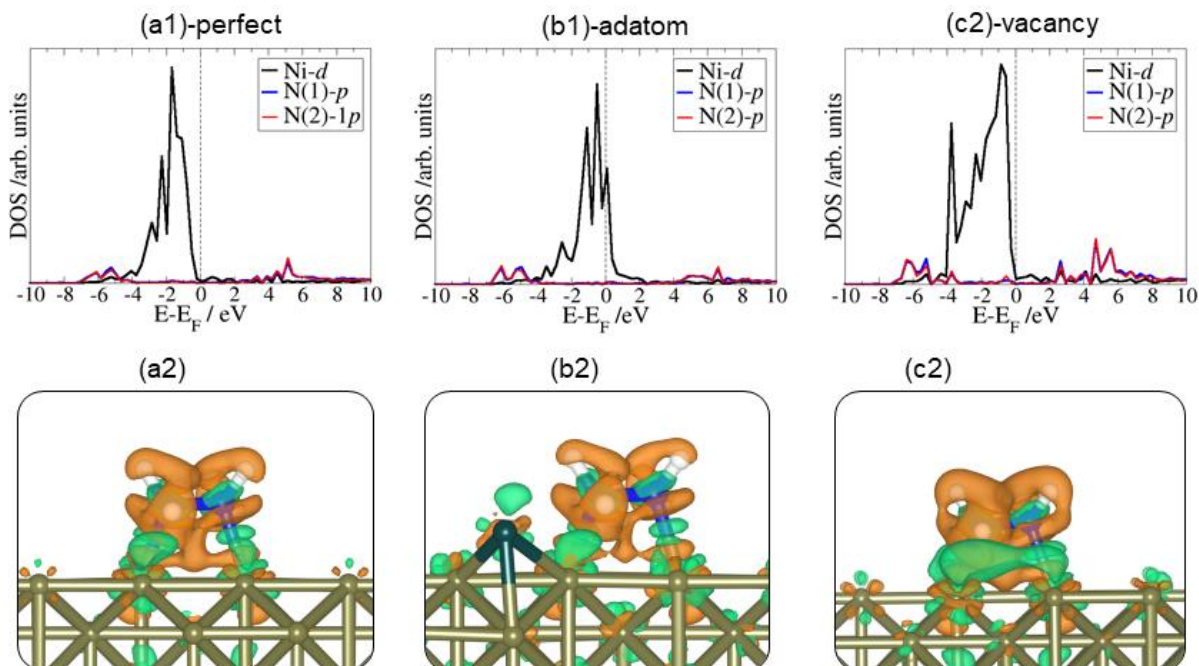 (a1)-perfect
(b1)-adatom
(c2)-vacancy
DOS /arb. units
Ni-d
N(1)-p
N(2)-1p
-10 -8 -6 -4 -2 0 2 4 6 8 10
E-E_F / eV
DOS /arb. units
Ni-d
N(1)-p
N(2)-p
-10 -8 -6 -4 -2 0 2 4 6 8 10
E-E_F /eV
DOS /arb. units
Ni-d
N(1)-p
N(2)-p
-10 -8 -6 -4 -2 0 2 4 6 8 10
E-E_F /eV
(a2)
(b2)
(c2)